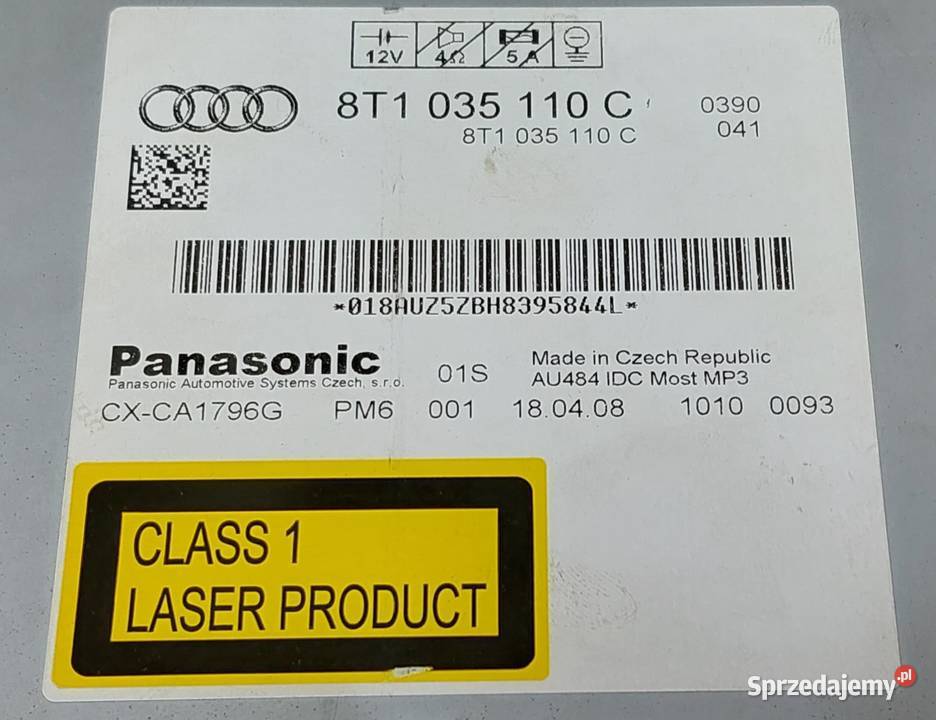 12V 4Ω 5A
8T1 035 110 C 0390
8T1 035 110 C 041
*018AUZ5ZBH8395844L*
Panasonic
Panasonic Automotive Systems Czech, s.r.o.
01S
Made in Czech Republic
AU484 IDC Most MP3
CX-CA1796G PM6 001 18.04.08 1010 0093
CLASS 1
LASER PRODUCT
Sprzedajemy.pl